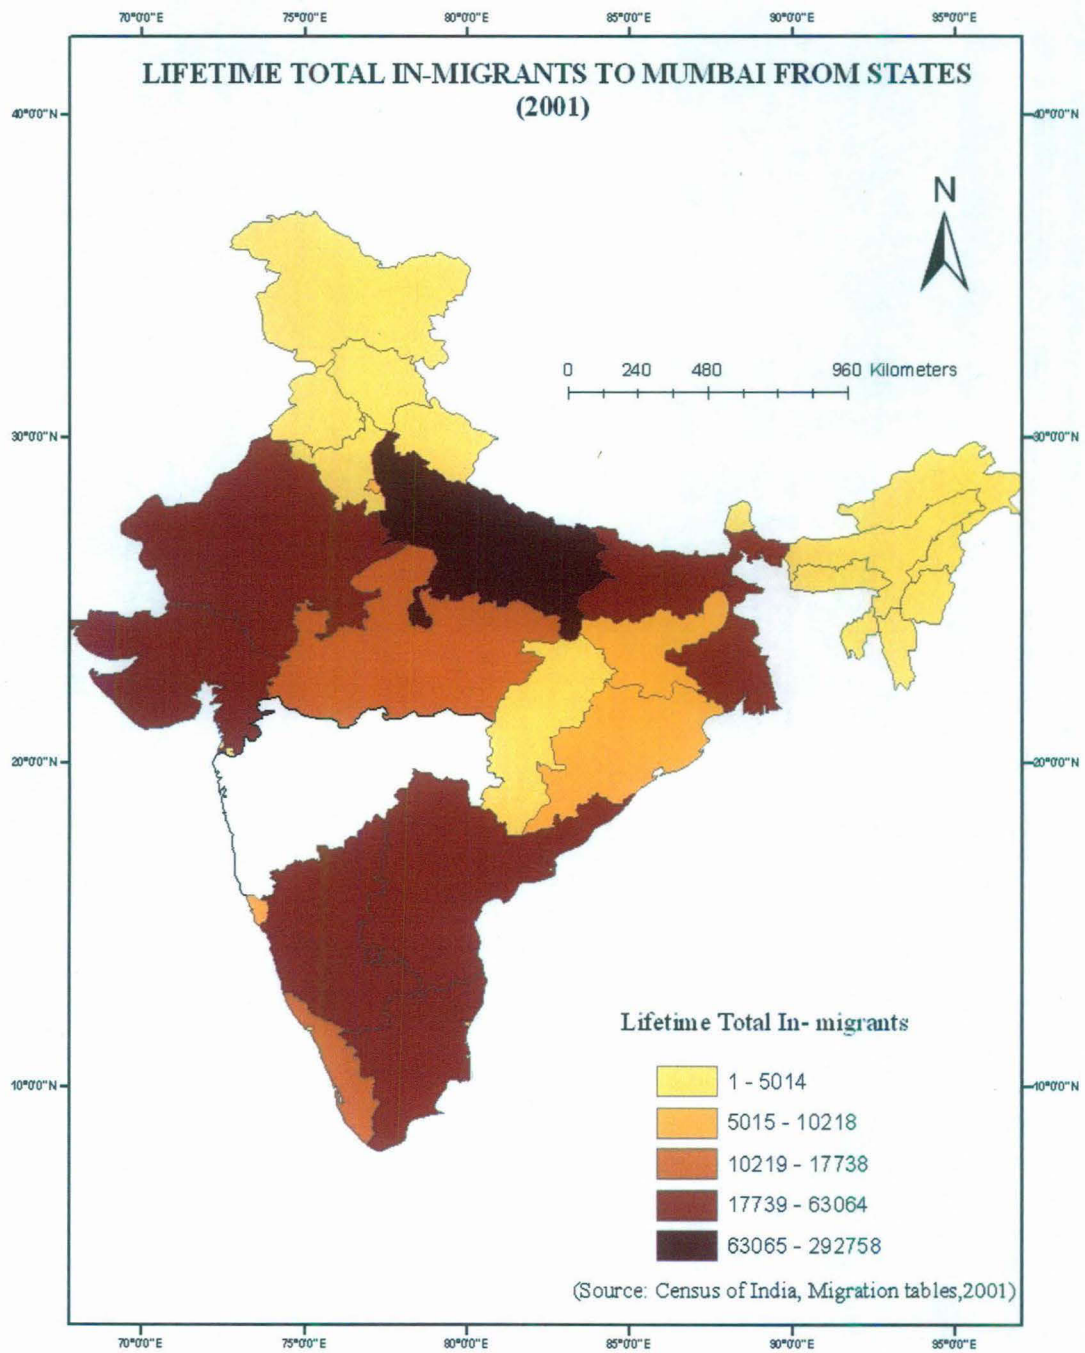 70°0'0"E 75°0'0"E 80°0'0"E 85°0'0"E 90°0'0"E 95°0'0"E
LIFETIME TOTAL IN-MIGRANTS TO MUMBAI FROM STATES
(2001)
40°0'0"N 40°0'0"N
N
0 240 480 960 Kilometers
30°0'0"N 30°0'0"N
20°0'0"N 20°0'0"N
Lifetime Total In- migrants
10°0'0"N 10°0'0"N
1 - 5014
5015 - 10218
10219 - 17738
17739 - 63064
63065 - 292758
(Source: Census of India, Migration tables,2001)
70°0'0"E 75°0'0"E 80°0'0"E 85°0'0"E 90°0'0"E 95°0'0"E